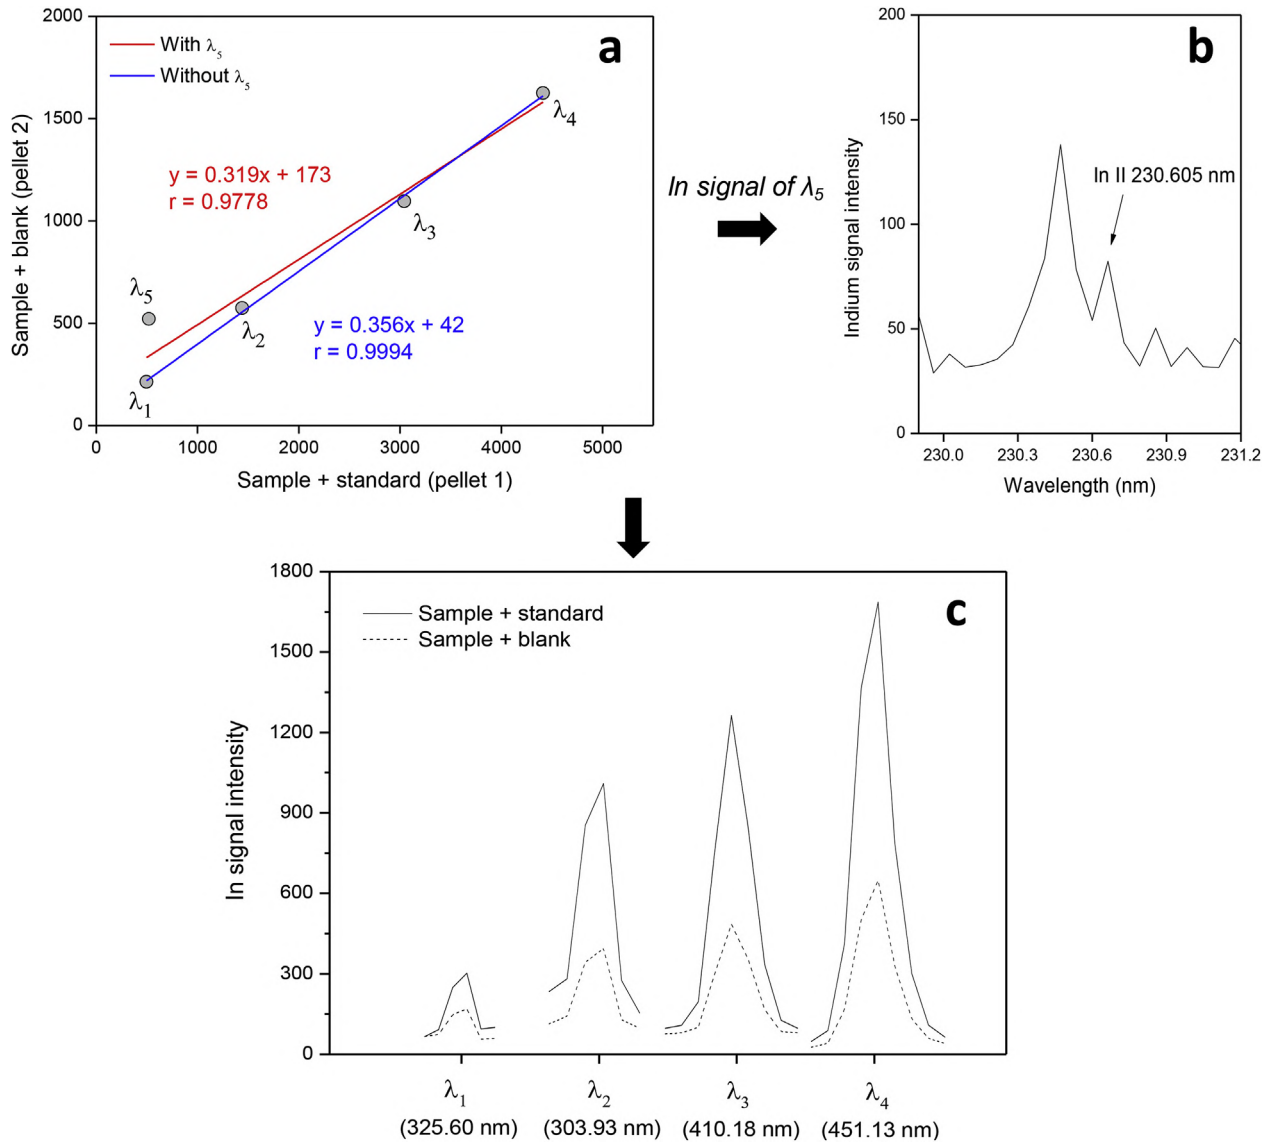 a
With λ5
Without λ5
y = 0.319x + 173
r = 0.9778
y = 0.356x + 42
r = 0.9994
λ1
λ2
λ3
λ4
λ5
2000
1500
1000
500
0
0 1000 2000 3000 4000 5000
Sample + blank (pellet 2)
Sample + standard (pellet 1)
In signal of λ5
b
In II 230.605 nm
200
150
100
50
0
230.0 230.3 230.6 230.9 231.2
Indium signal intensity
Wavelength (nm)
c
Sample + standard
Sample + blank
1800
1500
1200
900
600
300
0
In signal intensity
λ1 λ2 λ3 λ4
(325.60 nm) (303.93 nm) (410.18 nm) (451.13 nm)